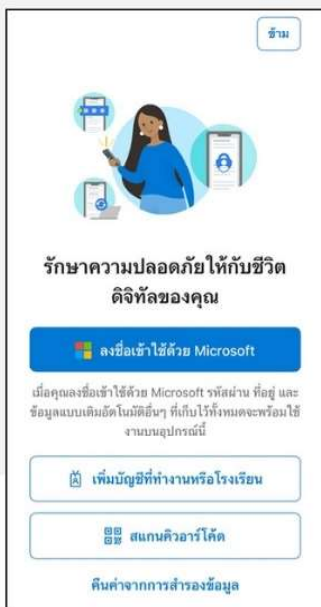 ข้าม
รักษาความปลอดภัยให้กับชีวิต
ดิจิทัลของคุณ
ลงชื่อเข้าใช้ด้วย Microsoft
เมื่อคุณลงชื่อเข้าใช้ด้วย Microsoft รหัสผ่าน ที่อยู่ และ
ข้อมูลแบบเติมอัตโนมัติอื่นๆ ที่เก็บไว้ทั้งหมดจะพร้อมใช้
งานบนอุปกรณ์นี้
เพิ่มบัญชีที่ทำงานหรือโรงเรียน
สแกนคิวอาร์โค้ด
คืนค่าจากการสำรองข้อมูล